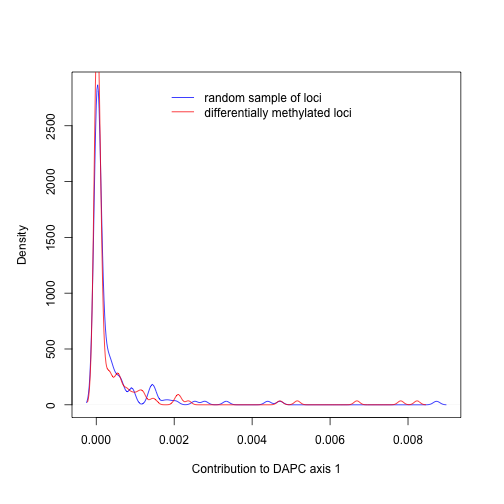 random sample of loci
differentially methylated loci
2500
2000
1500
1000
500
0
Density
0.000 0.002 0.004 0.006 0.008
Contribution to DAPC axis 1